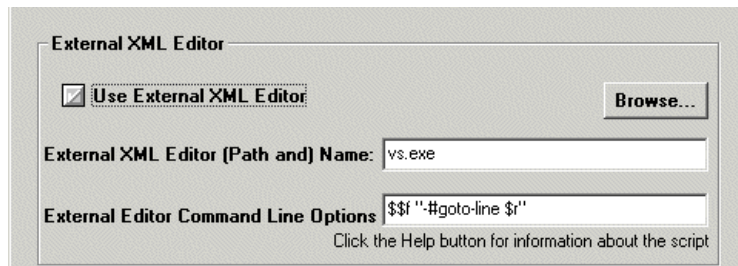 External XML Editor
Use External XML Editor
Browse...
External XML Editor (Path and) Name:
vs.exe
External Editor Command Line Options
$$f "-#goto-line $r"
Click the Help button for information about the script